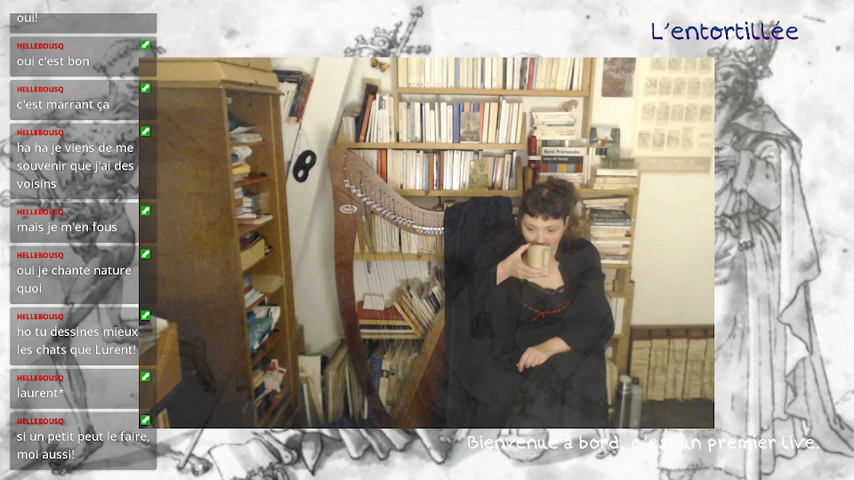 oui!
HELLEBOUSQ
oui c'est bon
HELLEBOUSQ
c'est marrant ça
HELLEBOUSQ
ha ha je viens de me
souvenir que j'ai des
voisins
HELLEBOUSQ
mais je m'en fous
HELLEBOUSQ
oui je chante nature
quoi
HELLEBOUSQ
ho tu dessines mieux
les chats que Lurent!
HELLEBOUSQ
laurent*
HELLEBOUSQ
si un petit peut le faire,
moi aussi!
L'entortillée
Bienvenue à bord, c'est un premier live.